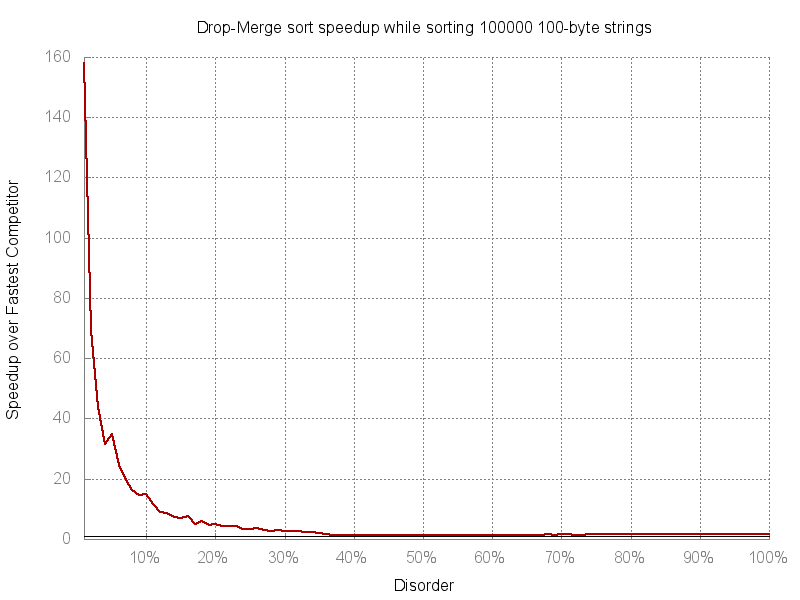 Drop-Merge sort speedup while sorting 100000 100-byte strings
160
140
120
100
80
60
40
20
0
Speedup over Fastest Competitor
10% 20% 30% 40% 50% 60% 70% 80% 90% 100%
Disorder